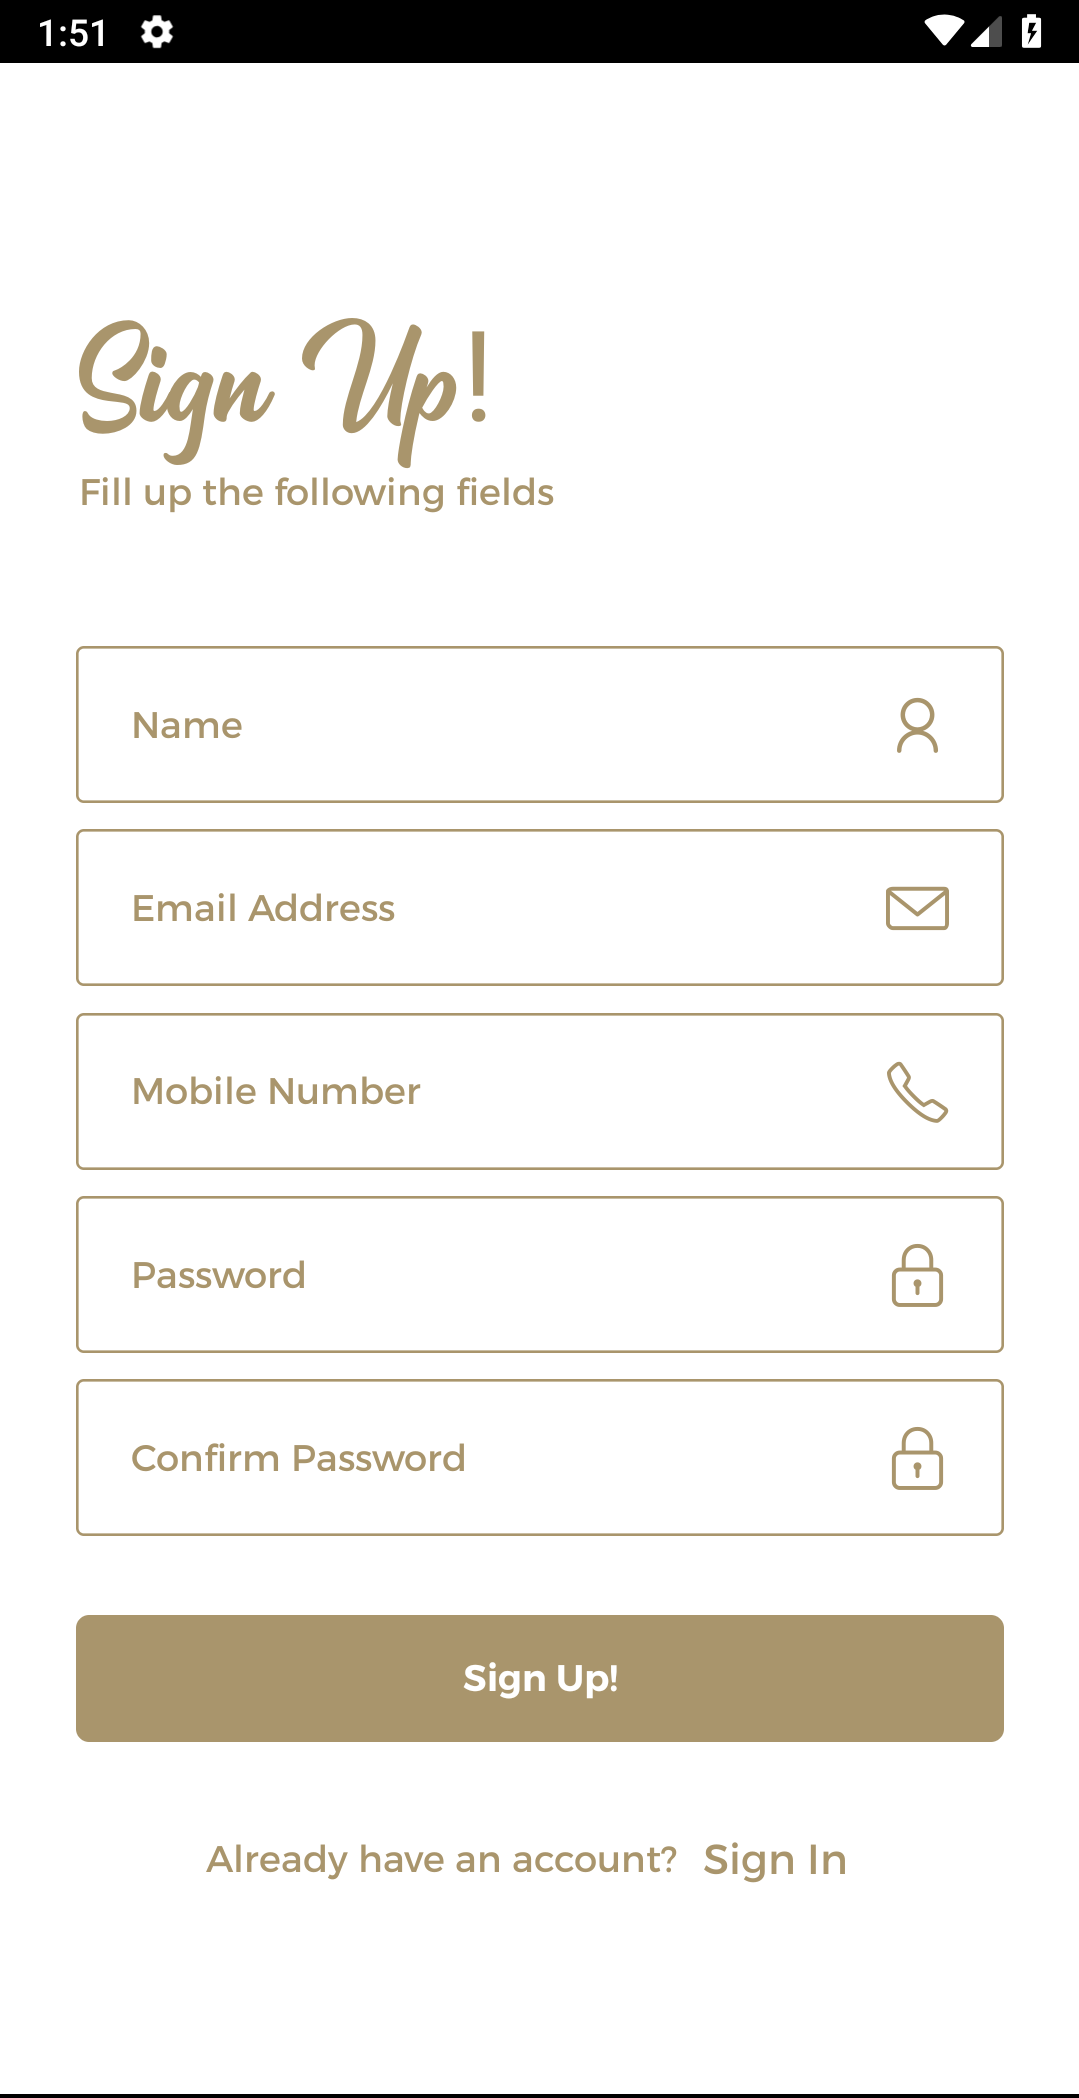 1:51
Sign Up!
Fill up the following fields
Name
Email Address
Mobile Number
Password
Confirm Password
Sign Up!
Already have an account? Sign In